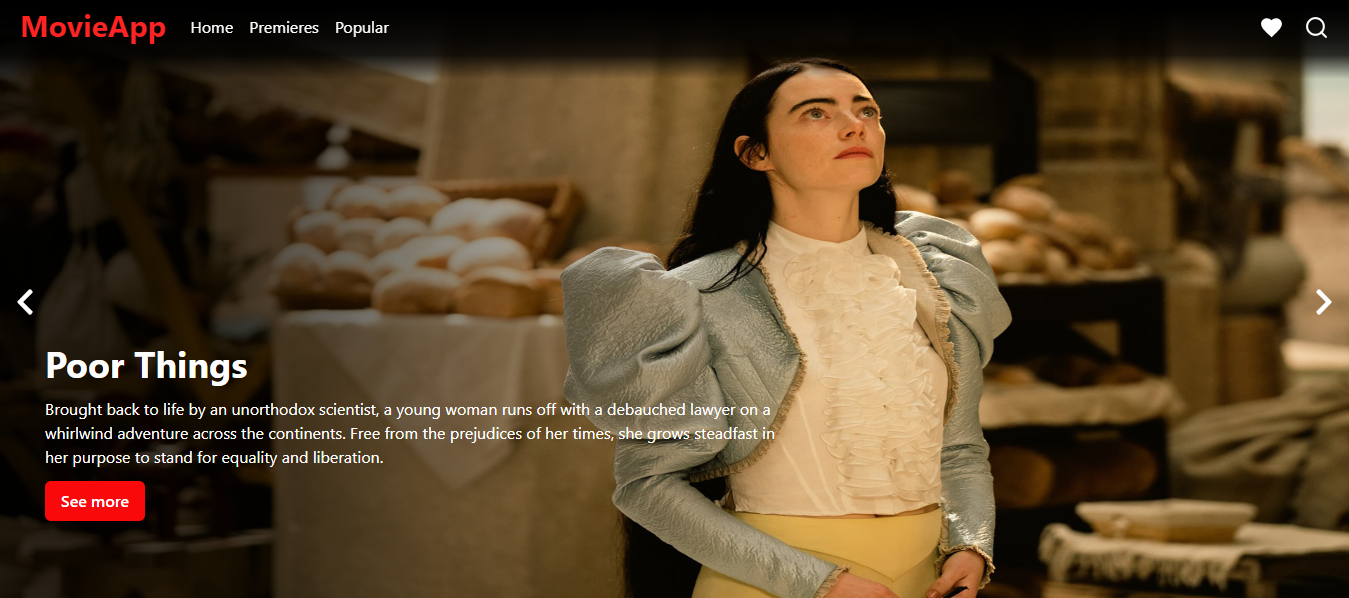 MovieApp
Home Premieres Popular
Poor Things
Brought back to life by an unorthodox scientist, a young woman runs off with a debauched lawyer on a
whirlwind adventure across the continents. Free from the prejudices of her times, she grows steadfast in
her purpose to stand for equality and liberation.
See more